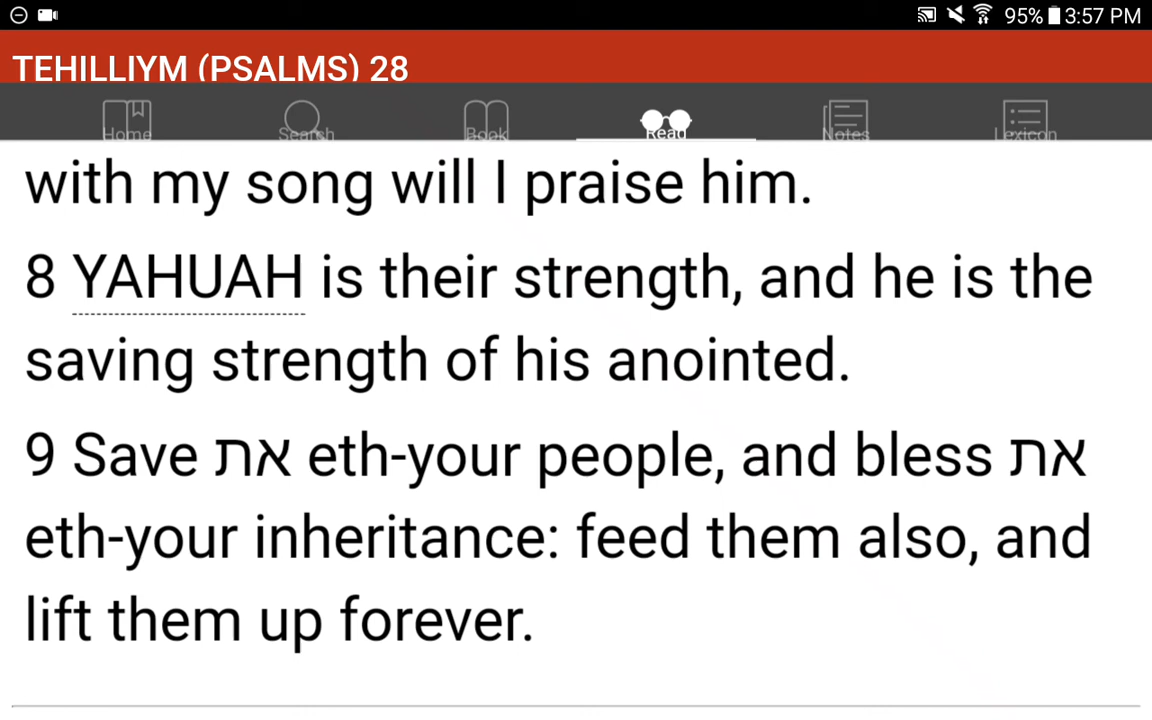 95% 3:57 PM
TEHILLIYM (PSALMS) 28
Home Search Book Read Notes Lexicon
with my song will I praise him.
8 YAHUAH is their strength, and he is the
saving strength of his anointed.
9 Save את eth-your people, and bless את
eth-your inheritance: feed them also, and
lift them up forever.